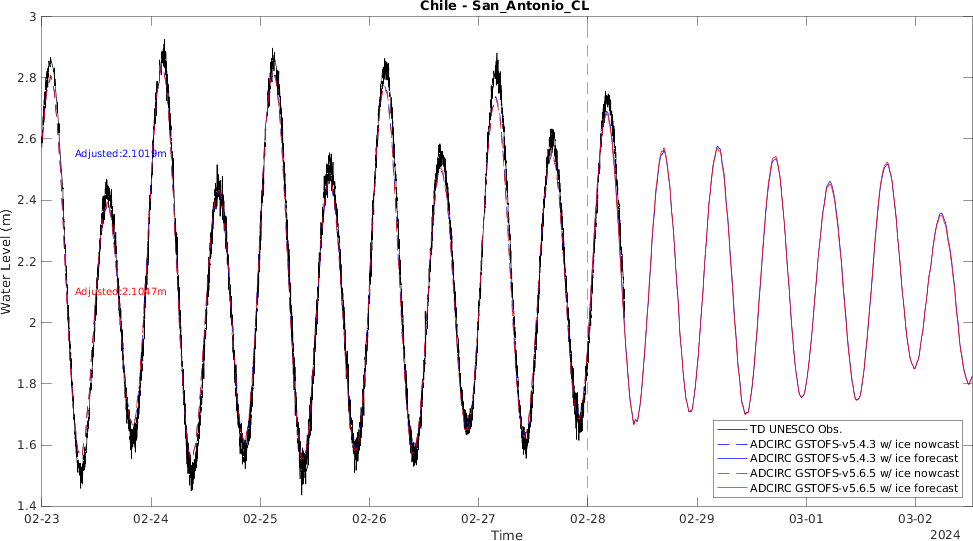 Chile - San_Antonio_CL
3
2.8
2.6
2.4
2.2
2
1.8
1.6
1.4
Water Level (m)
Adjusted:2.1019m
Adjusted:2.1047m
TD UNESCO Obs.
ADCIRC GSTOFS-v5.4.3 w/ ice nowcast
ADCIRC GSTOFS-v5.4.3 w/ ice forecast
ADCIRC GSTOFS-v5.6.5 w/ ice nowcast
ADCIRC GSTOFS-v5.6.5 w/ ice forecast
02-23 02-24 02-25 02-26 02-27 02-28 02-29 03-01 03-02
Time
2024